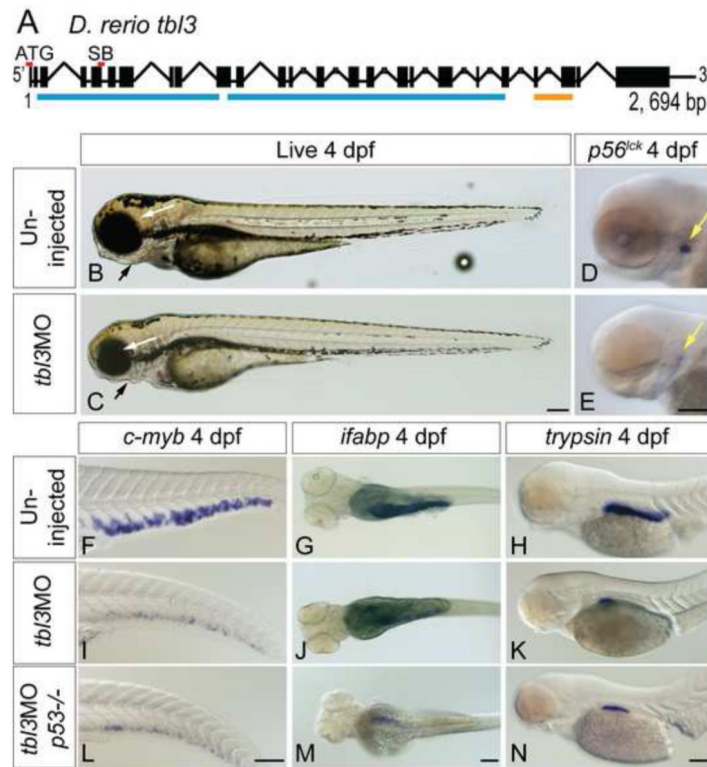 A D. rerio tbl3
ATG SB
5' 3
1 2, 694 bp
Live 4 dpf p56lck 4 dpf
Un-
injected
B D
tbl3MO
C E
c-myb 4 dpf ifabp 4 dpf trypsin 4 dpf
Un-
injected
F G H
tbl3MO
I J K
tbl3MO
p53-/-
L M N